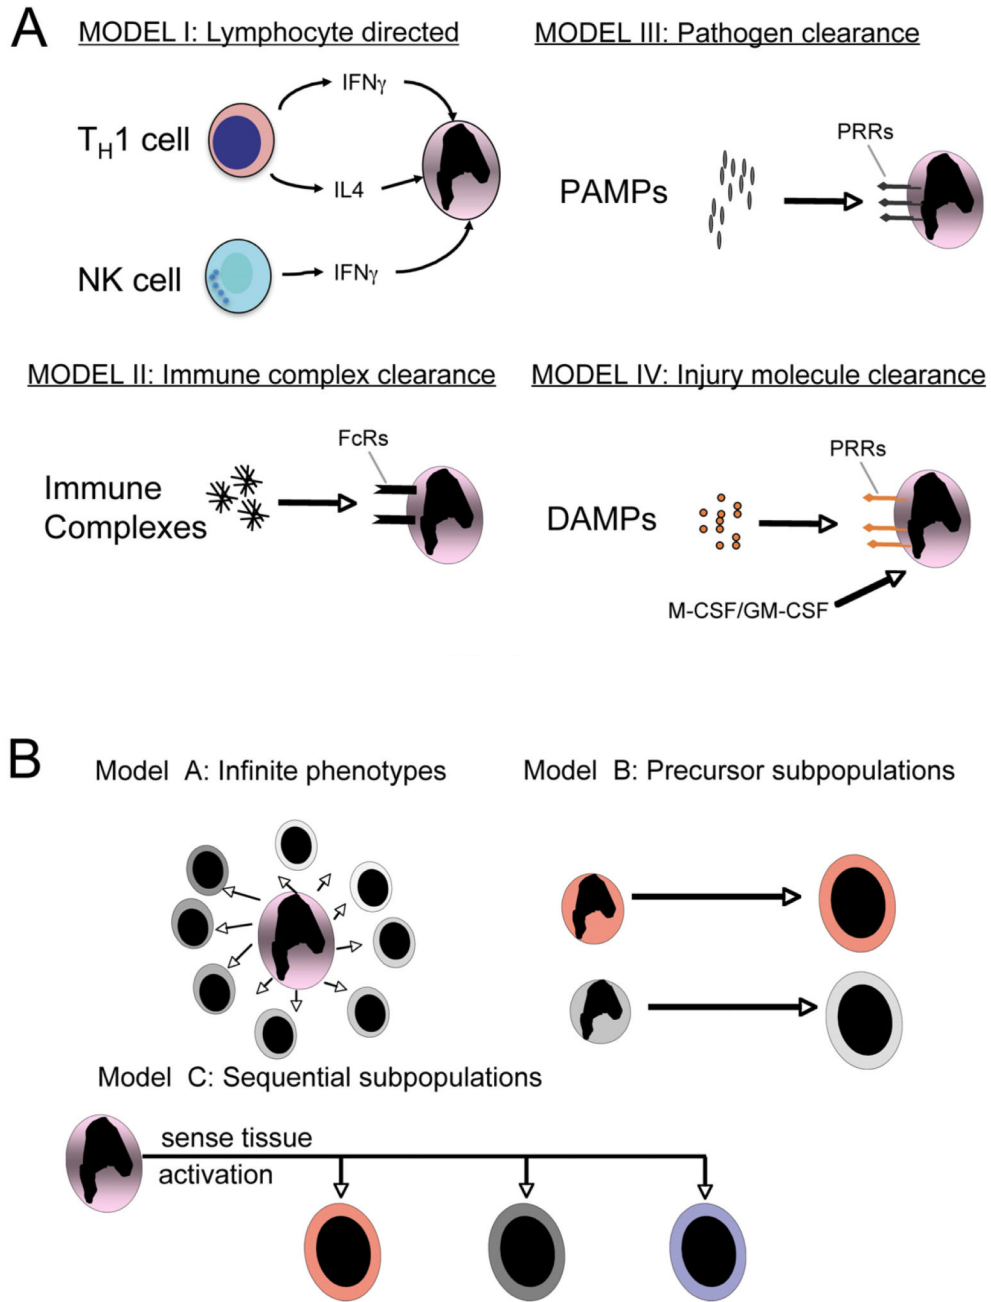 A
MODEL I: Lymphocyte directed
IFNγ
TH1 cell
IL4
NK cell
IFNγ
MODEL III: Pathogen clearance
PRRs
PAMPs
MODEL II: Immune complex clearance
FcRs
Immune
Complexes
MODEL IV: Injury molecule clearance
PRRs
DAMPs
M-CSF/GM-CSF
B
Model A: Infinite phenotypes
Model B: Precursor subpopulations
Model C: Sequential subpopulations
sense tissue
activation